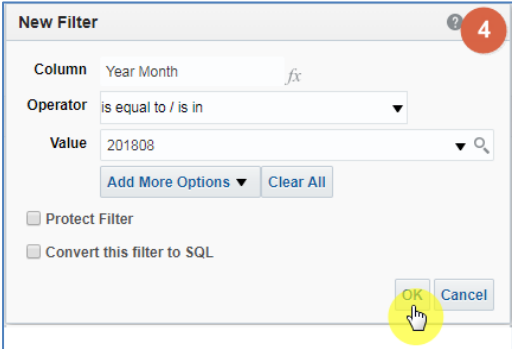 New Filter ? 4
Column Year Month fx
Operator is equal to / is in
Value 201808
Add More Options Clear All
Protect Filter
Convert this filter to SQL
OK Cancel